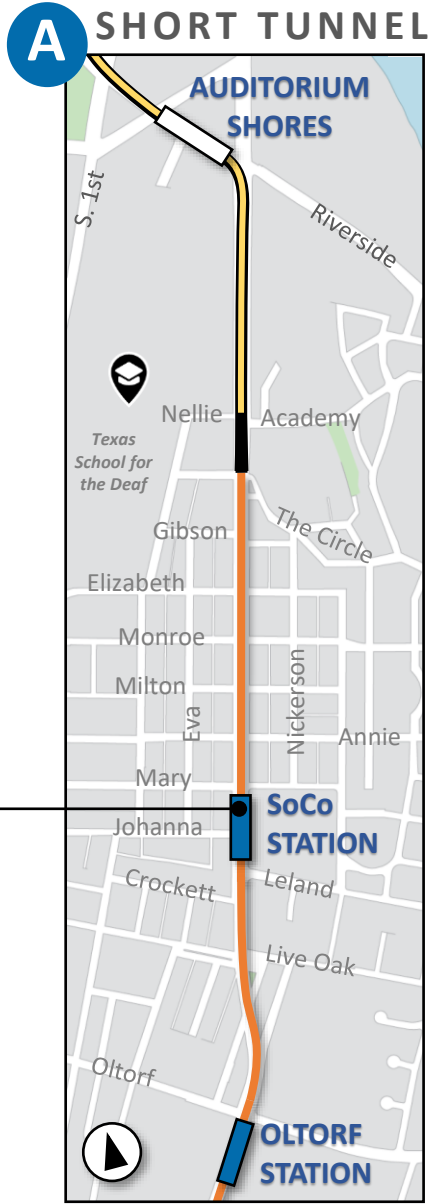 A
SHORT TUNNEL
AUDITORIUM
SHORES
S. 1st
Riverside
Nellie
Academy
Texas
School for
the Deaf
Gibson
The Circle
Elizabeth
Monroe
Milton
Eva
Nickerson
Annie
Mary
SoCo
STATION
Johanna
Crockett
Leland
Live Oak
Oltorf
OLTORF
STATION